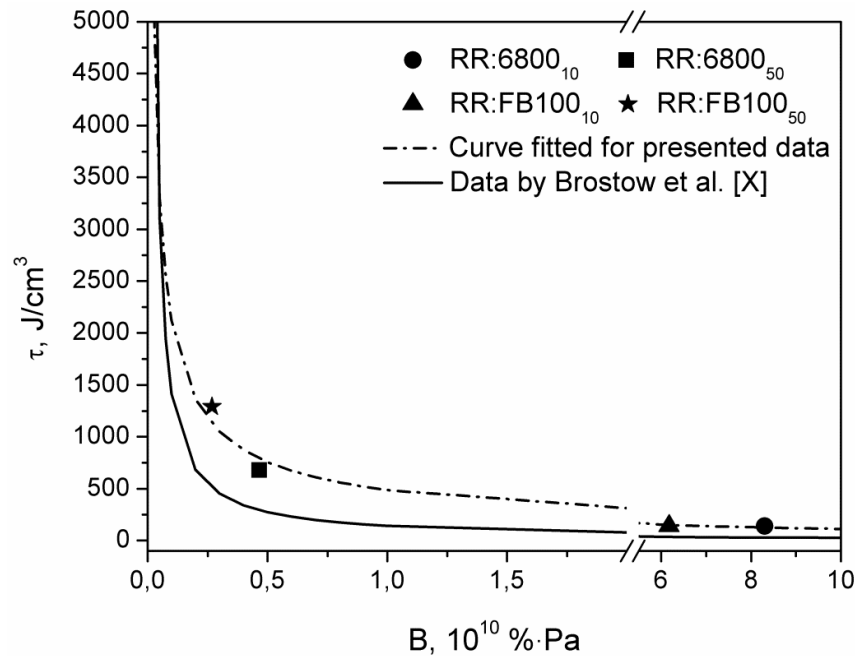 5000
4500
4000
3500
3000
2500
2000
1500
1000
500
0
τ, J/cm³
RR:6800₁₀ RR:6800₅₀
RR:FB100₁₀ RR:FB100₅₀
Curve fitted for presented data
Data by Brostow et al. [X]
0,0 0,5 1,0 1,5 6 8 10
B, 10¹⁰ %·Pa